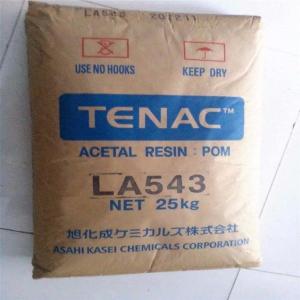 USE NO HOOKS
KEEP DRY
TENAC™
ACETAL RESIN : POM
LA543
NET 25kg
旭化成ケミカルズ株式会社
ASAHI KASEI CHEMICALS CORPORATION